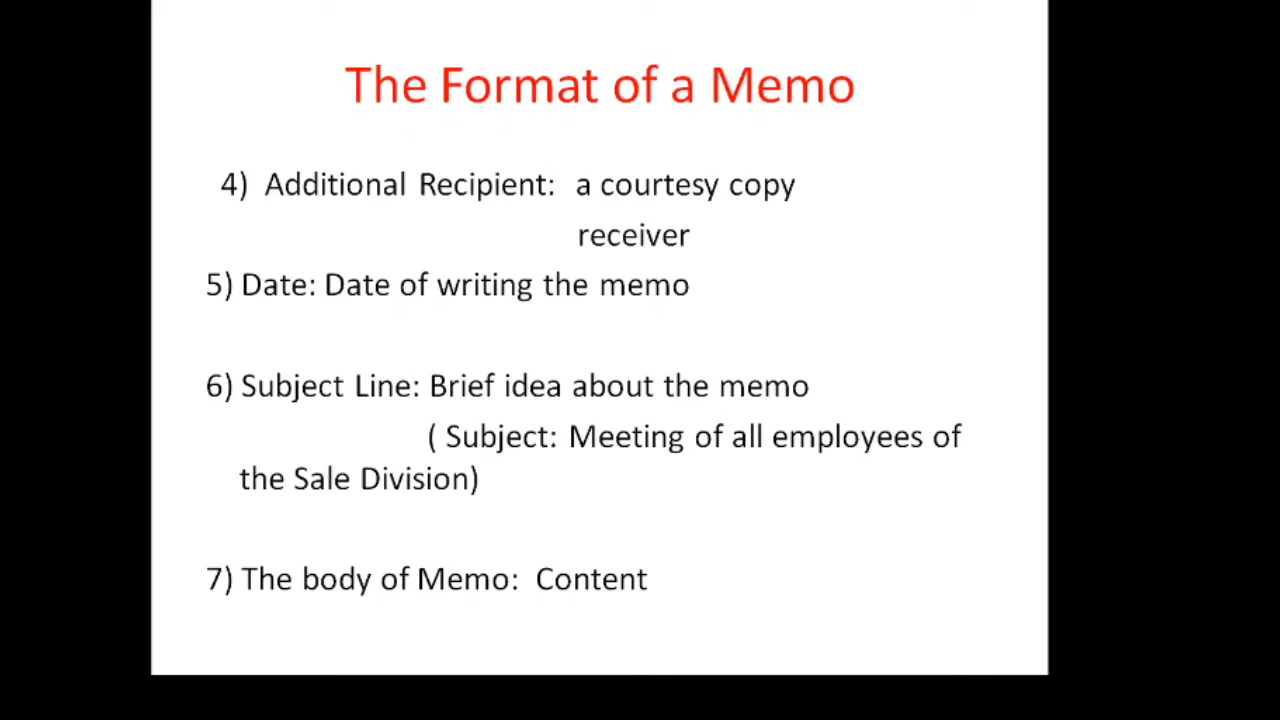 The Format of a Memo
4) Additional Recipient: a courtesy copy
receiver
5) Date: Date of writing the memo
6) Subject Line: Brief idea about the memo
( Subject: Meeting of all employees of
the Sale Division)
7) The body of Memo: Content